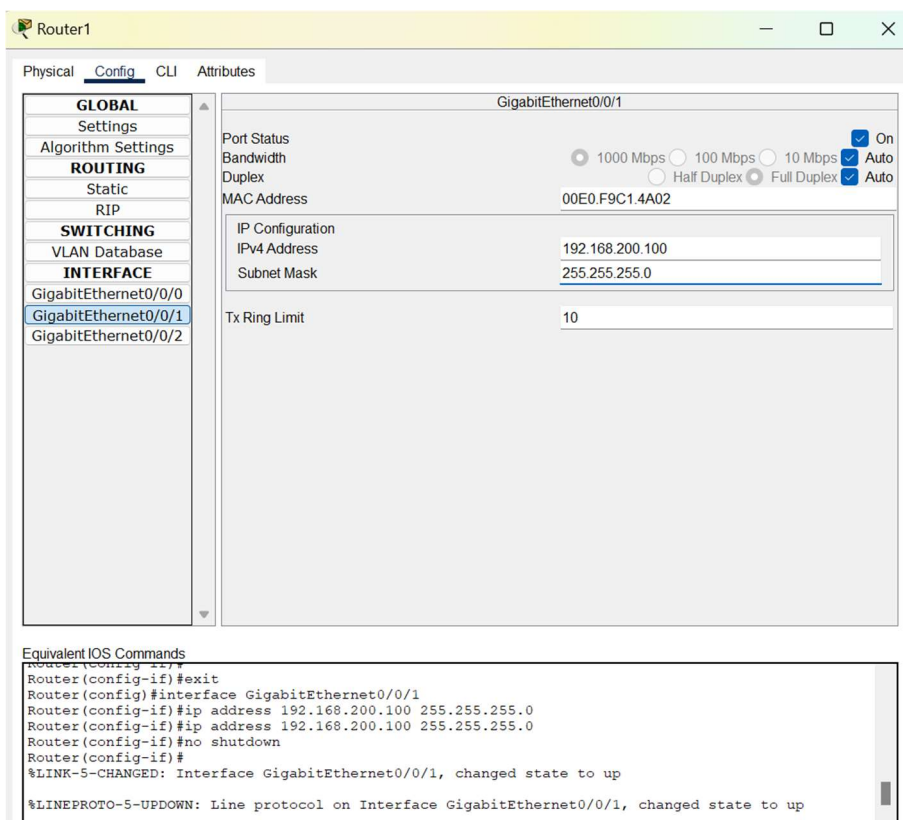 Router1
Physical Config CLI Attributes
GLOBAL
Settings
Algorithm Settings
ROUTING
Static
RIP
SWITCHING
VLAN Database
INTERFACE
GigabitEthernet0/0/0
GigabitEthernet0/0/1
GigabitEthernet0/0/2
GigabitEthernet0/0/1
Port Status On
Bandwidth 1000 Mbps 100 Mbps 10 Mbps Auto
Duplex Half Duplex Full Duplex Auto
MAC Address 00E0.F9C1.4A02
IP Configuration
IPv4 Address 192.168.200.100
Subnet Mask 255.255.255.0
Tx Ring Limit 10
Equivalent IOS Commands
Router(config-if)#
Router(config-if)#exit
Router(config)#interface GigabitEthernet0/0/1
Router(config-if)#ip address 192.168.200.100 255.255.255.0
Router(config-if)#ip address 192.168.200.100 255.255.255.0
Router(config-if)#no shutdown
Router(config-if)#
%LINK-5-CHANGED: Interface GigabitEthernet0/0/1, changed state to up
%LINEPROTO-5-UPDOWN: Line protocol on Interface GigabitEthernet0/0/1, changed state to up